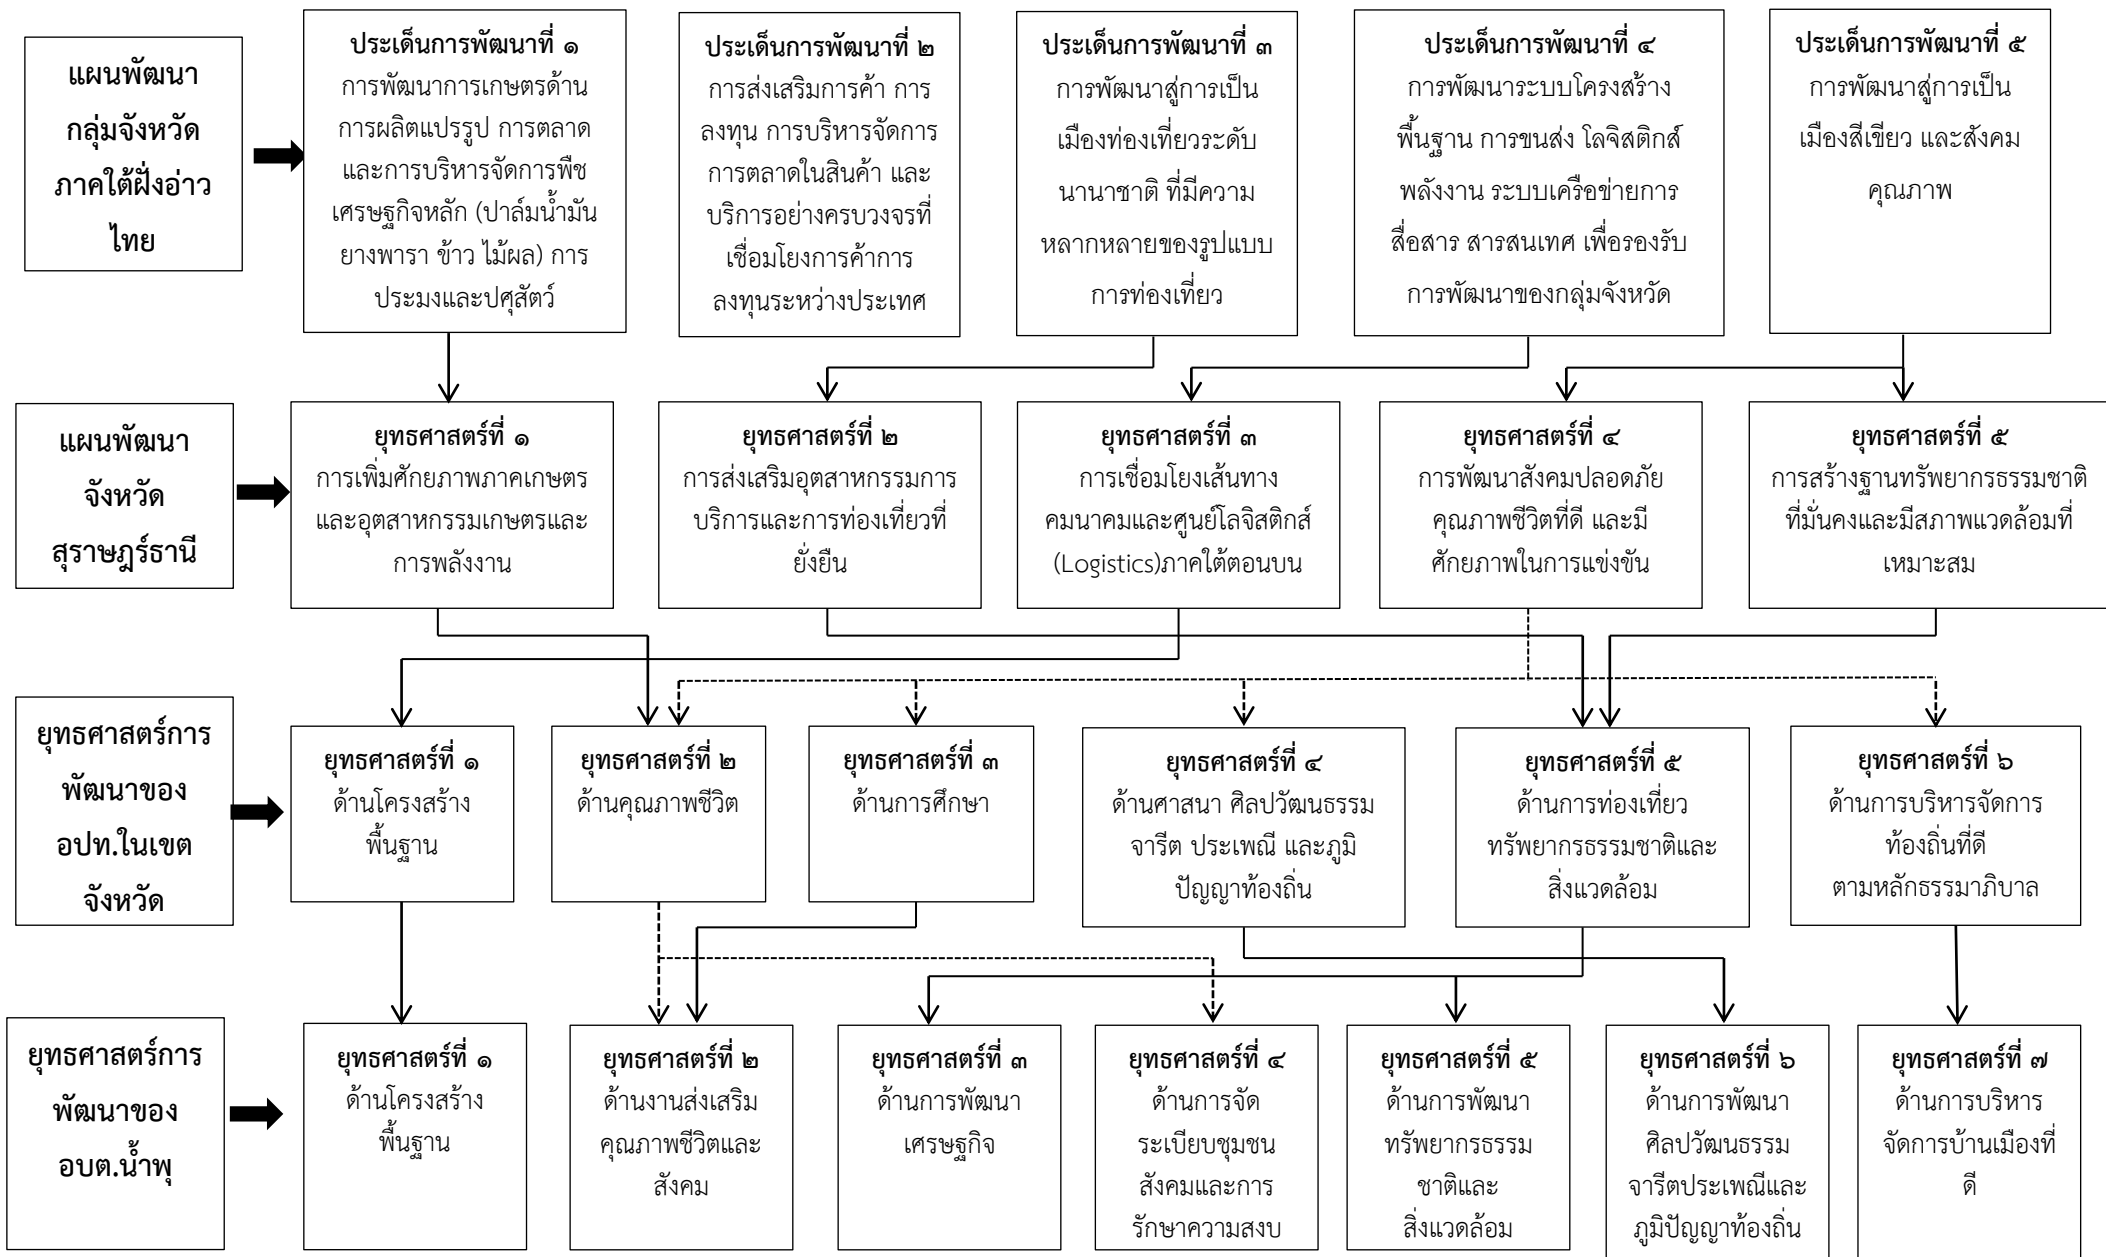 แผนพัฒนา
กลุ่มจังหวัด
ภาคใต้ฝั่งอ่าว
ไทย
ประเด็นการพัฒนาที่ ๑
การพัฒนาการเกษตรด้าน
การผลิตแปรรูป การตลาด
และการบริหารจัดการพืช
เศรษฐกิจหลัก (ปาล์มน้ำมัน
ยางพารา ข้าว ไม้ผล) การ
ประมงและปศุสัตว์
ประเด็นการพัฒนาที่ ๒
การส่งเสริมการค้า การ
ลงทุน การบริหารจัดการ
การตลาดในสินค้า และ
บริการอย่างครบวงจรที่
เชื่อมโยงการค้าการ
ลงทุนระหว่างประเทศ
ประเด็นการพัฒนาที่ ๓
การพัฒนาสู่การเป็น
เมืองท่องเที่ยวระดับ
นานาชาติ ที่มีความ
หลากหลายของรูปแบบ
การท่องเที่ยว
ประเด็นการพัฒนาที่ ๔
การพัฒนาระบบโครงสร้าง
พื้นฐาน การขนส่ง โลจิสติกส์
พลังงาน ระบบเครือข่ายการ
สื่อสาร สารสนเทศ เพื่อรองรับ
การพัฒนาของกลุ่มจังหวัด
ประเด็นการพัฒนาที่ ๕
การพัฒนาสู่การเป็น
เมืองสีเขียว และสังคม
คุณภาพ
แผนพัฒนา
จังหวัด
สุราษฎร์ธานี
ยุทธศาสตร์ที่ ๑
การเพิ่มศักยภาพภาคเกษตร
และอุตสาหกรรมเกษตรและ
การพลังงาน
ยุทธศาสตร์ที่ ๒
การส่งเสริมอุตสาหกรรมการ
บริการและการท่องเที่ยวที่
ยั่งยืน
ยุทธศาสตร์ที่ ๓
การเชื่อมโยงเส้นทาง
คมนาคมและศูนย์โลจิสติกส์
(Logistics)ภาคใต้ตอนบน
ยุทธศาสตร์ที่ ๔
การพัฒนาสังคมปลอดภัย
คุณภาพชีวิตที่ดี และมี
ศักยภาพในการแข่งขัน
ยุทธศาสตร์ที่ ๕
การสร้างฐานทรัพยากรธรรมชาติ
ที่มั่นคงและมีสภาพแวดล้อมที่
เหมาะสม
ยุทธศาสตร์การ
พัฒนาของ
อปท.ในเขต
จังหวัด
ยุทธศาสตร์ที่ ๑
ด้านโครงสร้าง
พื้นฐาน
ยุทธศาสตร์ที่ ๒
ด้านคุณภาพชีวิต
ยุทธศาสตร์ที่ ๓
ด้านการศึกษา
ยุทธศาสตร์ที่ ๔
ด้านศาสนา ศิลปวัฒนธรรม
จารีต ประเพณี และภูมิ
ปัญญาท้องถิ่น
ยุทธศาสตร์ที่ ๕
ด้านการท่องเที่ยว
ทรัพยากรธรรมชาติและ
สิ่งแวดล้อม
ยุทธศาสตร์ที่ ๖
ด้านการบริหารจัดการ
ท้องถิ่นที่ดี
ตามหลักธรรมาภิบาล
ยุทธศาสตร์การ
พัฒนาของ
อบต.น้ำพุ
ยุทธศาสตร์ที่ ๑
ด้านโครงสร้าง
พื้นฐาน
ยุทธศาสตร์ที่ ๒
ด้านงานส่งเสริม
คุณภาพชีวิตและ
สังคม
ยุทธศาสตร์ที่ ๓
ด้านการพัฒนา
เศรษฐกิจ
ยุทธศาสตร์ที่ ๔
ด้านการจัด
ระเบียบชุมชน
สังคมและการ
รักษาความสงบ
ยุทธศาสตร์ที่ ๕
ด้านการพัฒนา
ทรัพยากรธรรม
ชาติและ
สิ่งแวดล้อม
ยุทธศาสตร์ที่ ๖
ด้านการพัฒนา
ศิลปวัฒนธรรม
จารีตประเพณีและ
ภูมิปัญญาท้องถิ่น
ยุทธศาสตร์ที่ ๗
ด้านการบริหาร
จัดการบ้านเมืองที่
ดี